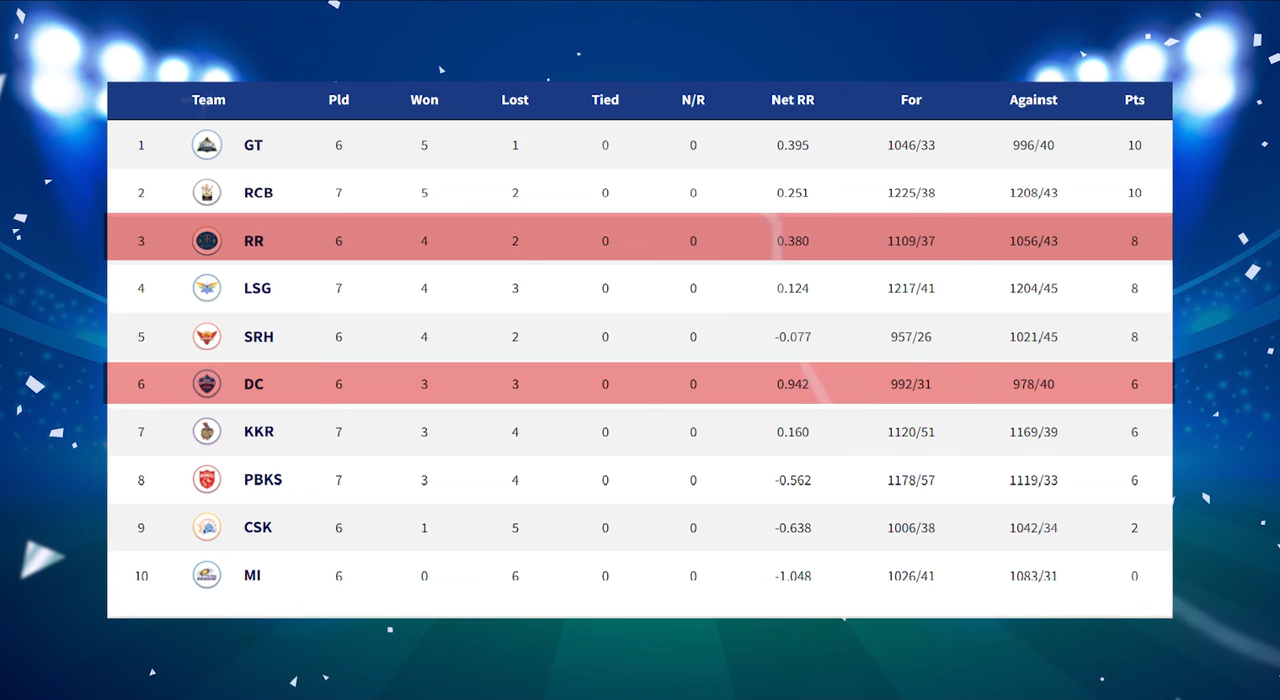 Team Pld Won Lost Tied N/R Net RR For Against Pts
1 GT 6 5 1 0 0 0.395 1046/33 996/40 10
2 RCB 7 5 2 0 0 0.251 1225/38 1208/43 10
3 RR 6 4 2 0 0 0.380 1109/37 1056/43 8
4 LSG 7 4 3 0 0 0.124 1217/41 1204/45 8
5 SRH 6 4 2 0 0 -0.077 957/26 1021/45 8
6 DC 6 3 3 0 0 0.942 992/31 978/40 6
7 KKR 7 3 4 0 0 0.160 1120/51 1169/39 6
8 PBKS 7 3 4 0 0 -0.562 1178/57 1119/33 6
9 CSK 6 1 5 0 0 -0.638 1006/38 1042/34 2
10 MI 6 0 6 0 0 -1.048 1026/41 1083/31 0